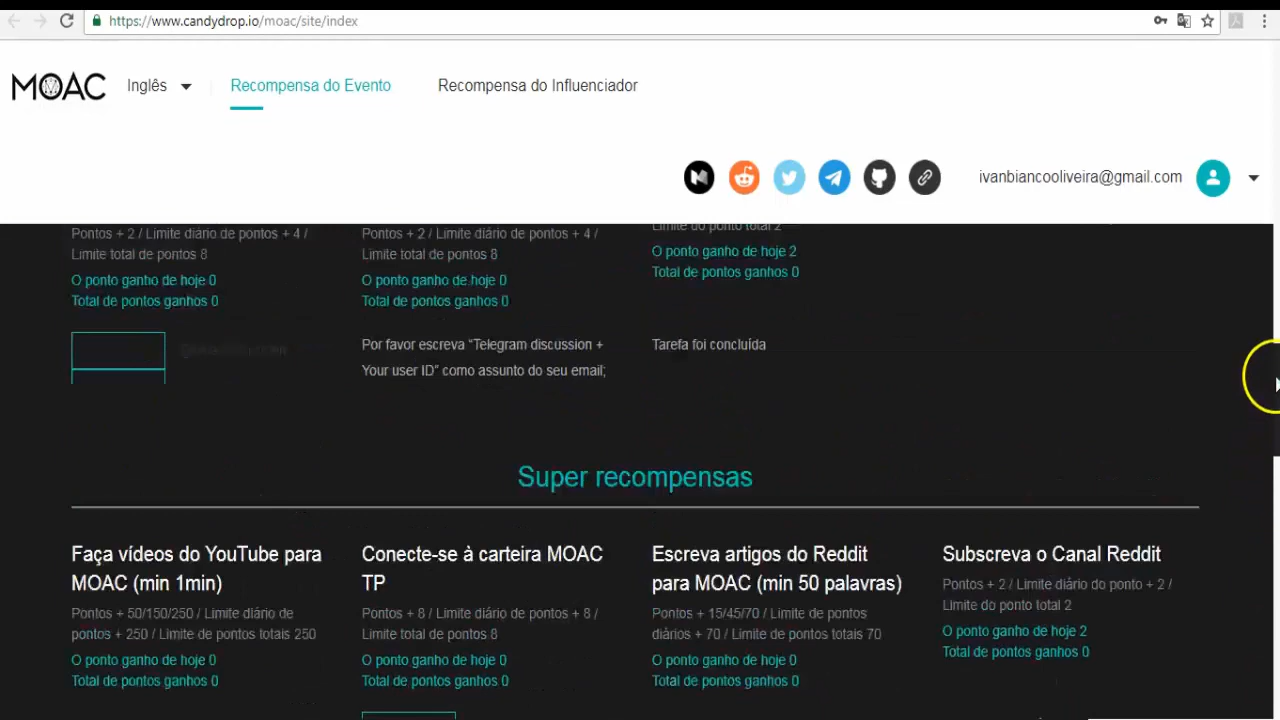 https://www.candydrop.io/moac/site/index
MOAC
Inglês
Recompensa do Evento
Recompensa do Influenciador
ivanbiancooliveira@gmail.com
Pontos + 2 / Limite diário de pontos + 4 /
Limite total de pontos 8
O ponto ganho de hoje 0
Total de pontos ganhos 0
Pontos + 2 / Limite diário de pontos + 4 /
Limite total de pontos 8
O ponto ganho de hoje 0
Total de pontos ganhos 0
Por favor escreva “Telegram discussion +
Your user ID” como assunto do seu email;
Limite do ponto total 2
O ponto ganho de hoje 2
Total de pontos ganhos 0
Tarefa foi concluída
Super recompensas
Faça vídeos do YouTube para
MOAC (min 1min)
Pontos + 50/150/250 / Limite diário de
pontos + 250 / Limite de pontos totais 250
O ponto ganho de hoje 0
Total de pontos ganhos 0
Conecte-se à carteira MOAC
TP
Pontos + 8 / Limite diário de pontos + 8 /
Limite total de pontos 8
O ponto ganho de hoje 0
Total de pontos ganhos 0
Escreva artigos do Reddit
para MOAC (min 50 palavras)
Pontos + 15/45/70 / Limite de pontos
diários + 70 / Limite de pontos totais 70
O ponto ganho de hoje 0
Total de pontos ganhos 0
Subscreva o Canal Reddit
Pontos + 2 / Limite diário do ponto + 2 /
Limite do ponto total 2
O ponto ganho de hoje 2
Total de pontos ganhos 0